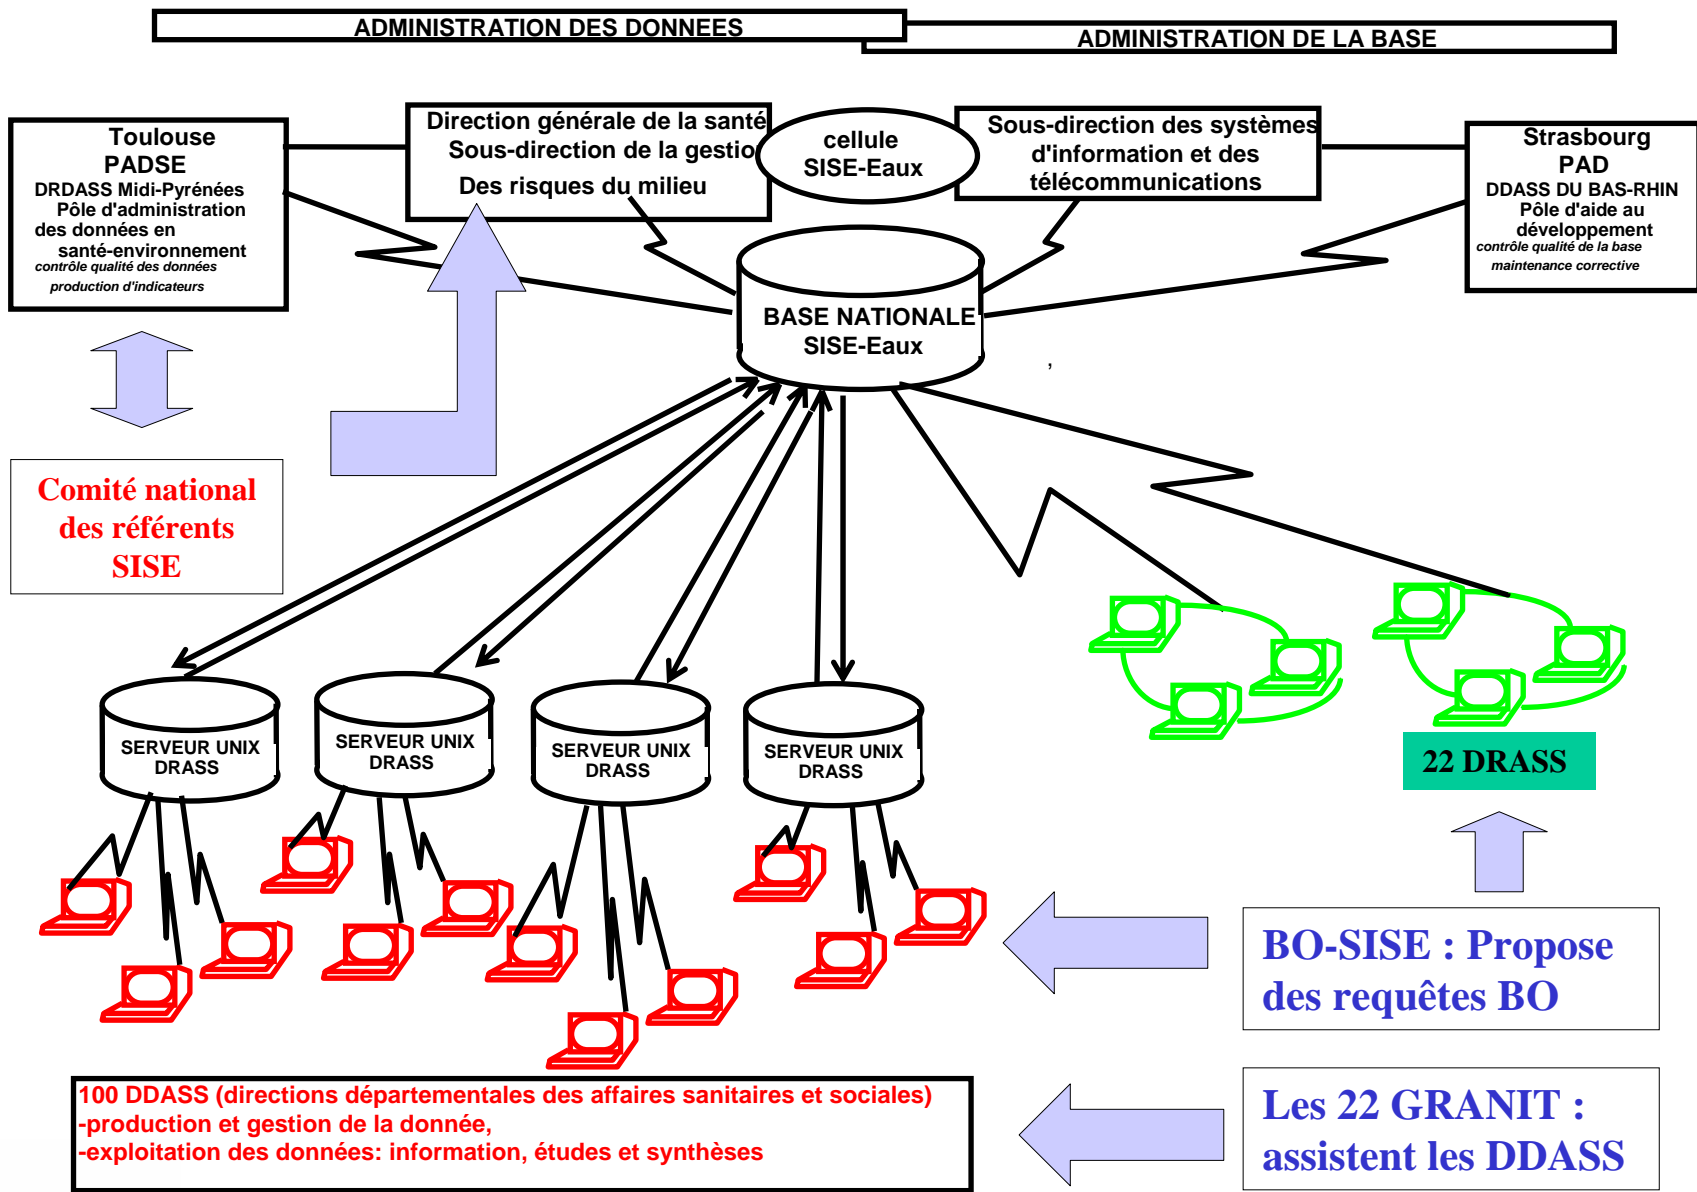 ADMINISTRATION DES DONNEES
ADMINISTRATION DE LA BASE
Toulouse
PADSE
DRDASS Midi-Pyrénées
Pôle d'administration
des données en
santé-environnement
contrôle qualité des données
production d'indicateurs
Direction générale de la santé
Sous-direction de la gestion
Des risques du milieu
cellule
SISE-Eaux
Sous-direction des systèmes
d'information et des
télécommunications
Strasbourg
PAD
DDASS DU BAS-RHIN
Pôle d'aide au
développement
contrôle qualité de la base
maintenance corrective
BASE NATIONALE
SISE-Eaux
,
Comité national
des référents
SISE
SERVEUR UNIX
DRASS
SERVEUR UNIX
DRASS
SERVEUR UNIX
DRASS
SERVEUR UNIX
DRASS
22 DRASS
BO-SISE : Propose
des requêtes BO
100 DDASS (directions départementales des affaires sanitaires et sociales)
-production et gestion de la donnée,
-exploitation des données: information, études et synthèses
Les 22 GRANIT :
assistent les DDASS